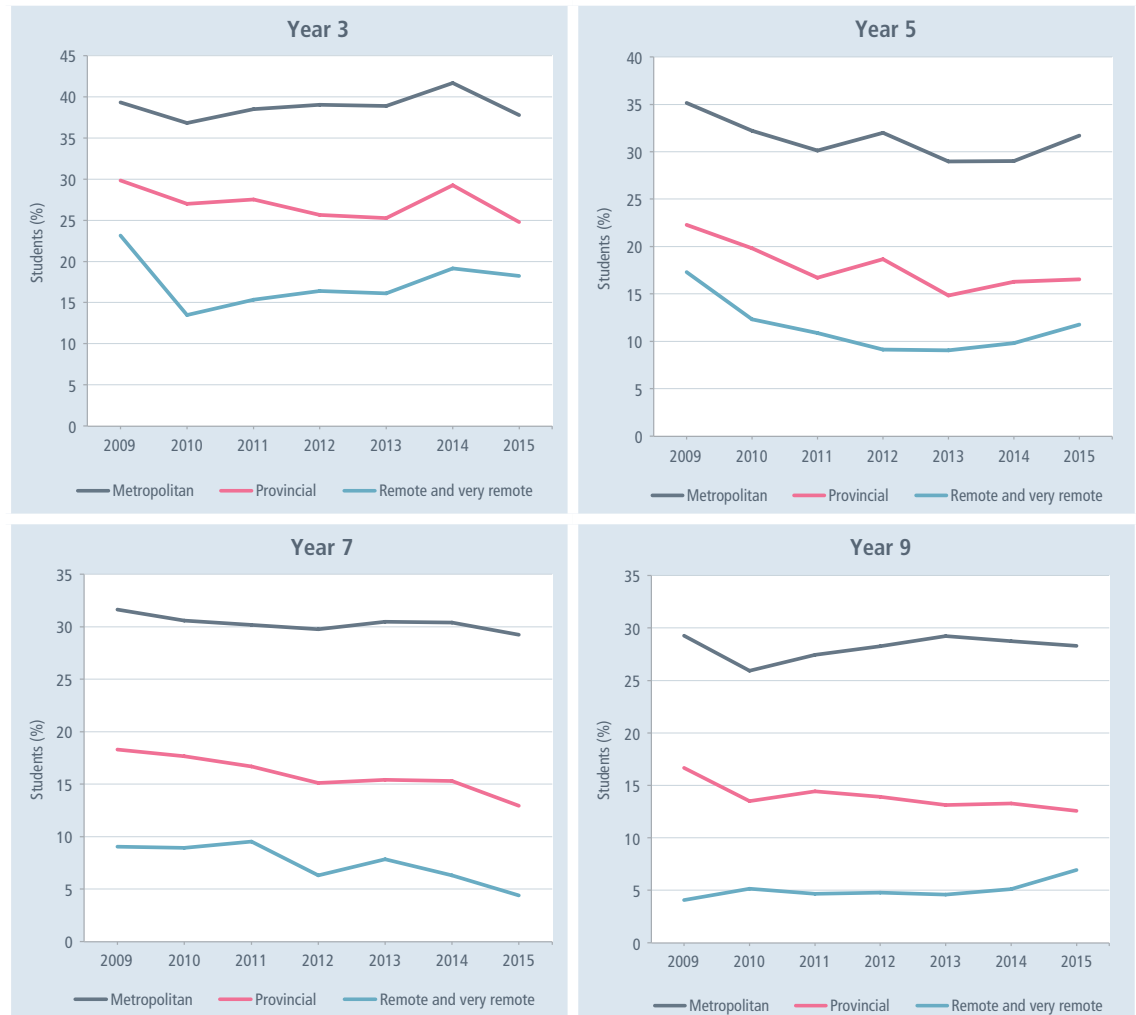 Year 3
45
40
35
30
25
20
15
10
5
0
Students (%)
2009 2010 2011 2012 2013 2014 2015
Metropolitan Provincial Remote and very remote
Year 5
40
35
30
25
20
15
10
5
0
Students (%)
2009 2010 2011 2012 2013 2014 2015
Metropolitan Provincial Remote and very remote
Year 7
35
30
25
20
15
10
5
0
Students (%)
2009 2010 2011 2012 2013 2014 2015
Metropolitan Provincial Remote and very remote
Year 9
35
30
25
20
15
10
5
0
Students (%)
2009 2010 2011 2012 2013 2014 2015
Metropolitan Provincial Remote and very remote